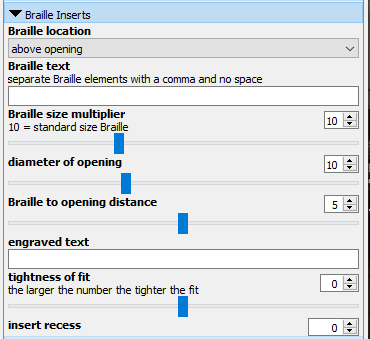 Braille Inserts
Braille location
above opening
Braille text
separate Braille elements with a comma and no space
Braille size multiplier
10 = standard size Braille
10
diameter of opening
10
Braille to opening distance
5
engraved text
tightness of fit
the larger the number the tighter the fit
0
insert recess
0